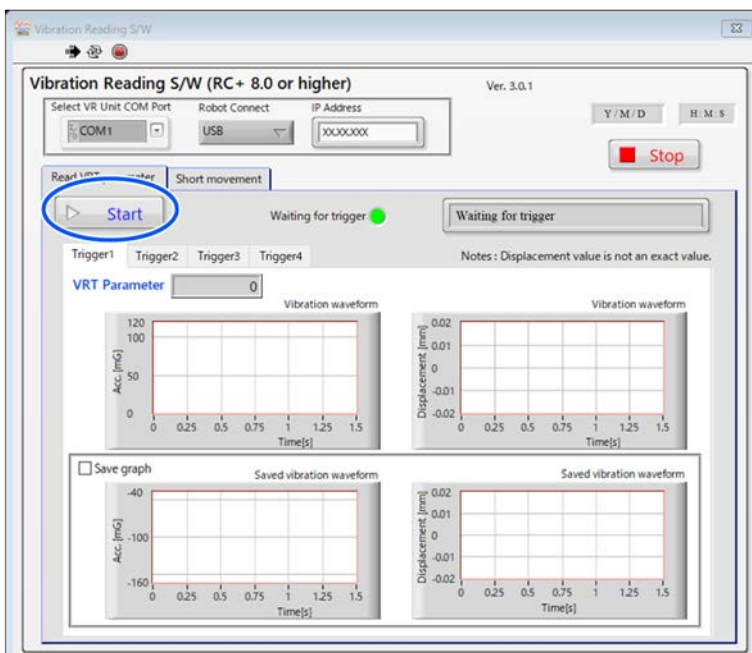 Vibration Reading S/W
Vibration Reading S/W (RC+ 8.0 or higher)
Ver. 3.0.1
Select VR Unit COM Port
Robot Connect
IP Address
Y/M/D
H:M:S
COM1
USB
XX.XX.XXX
Stop
Read VRT parameter
Short movement
Start
Waiting for trigger
Waiting for trigger
Trigger1
Trigger2
Trigger3
Trigger4
Notes : Displacement value is not an exact value.
VRT Parameter
0
Vibration waveform
Acc. [mG]
120
100
50
0
0 0.25 0.5 0.75 1 1.25 1.5
Time[s]
Vibration waveform
Displacement [mm]
0.02
0.01
0
-0.01
-0.02
0 0.25 0.5 0.75 1 1.25 1.5
Time[s]
Save graph
Saved vibration waveform
Acc. [mG]
-40
-100
-160
0 0.25 0.5 0.75 1 1.25 1.5
Time[s]
Saved vibration waveform
Displacement [mm]
0.02
0.01
0
-0.01
-0.02
0 0.25 0.5 0.75 1 1.25 1.5
Time[s]